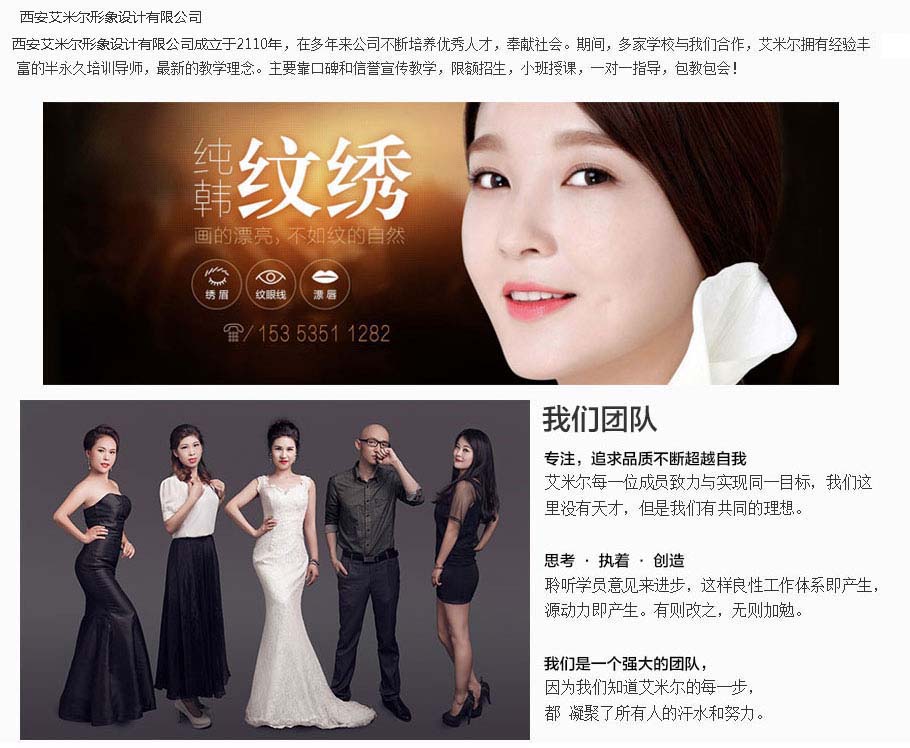 西安艾米尔形象设计有限公司
西安艾米尔形象设计有限公司成立于2110年，在多年来公司不断培养优秀人才，奉献社会。期间，多家学校与我们合作，艾米尔拥有经验丰
富的半永久培训导师，最新的教学理念。主要靠口碑和信誉宣传教学，限额招生，小班授课，一对一指导，包教包会！
纯韩纹绣
画的漂亮，不如纹的自然
绣眉 纹眼线 漂唇
153 5351 1282
我们团队
专注，追求品质不断超越自我
艾米尔每一位成员致力与实现同一目标，我们这
里没有天才，但是我们有共同的理想。
思考 · 执着 · 创造
聆听学员意见来进步，这样良性工作体系即产生，
源动力即产生。有则改之，无则加勉。
我们是一个强大的团队，
因为我们知道艾米尔的每一步，
都 凝聚了所有人的汗水和努力。